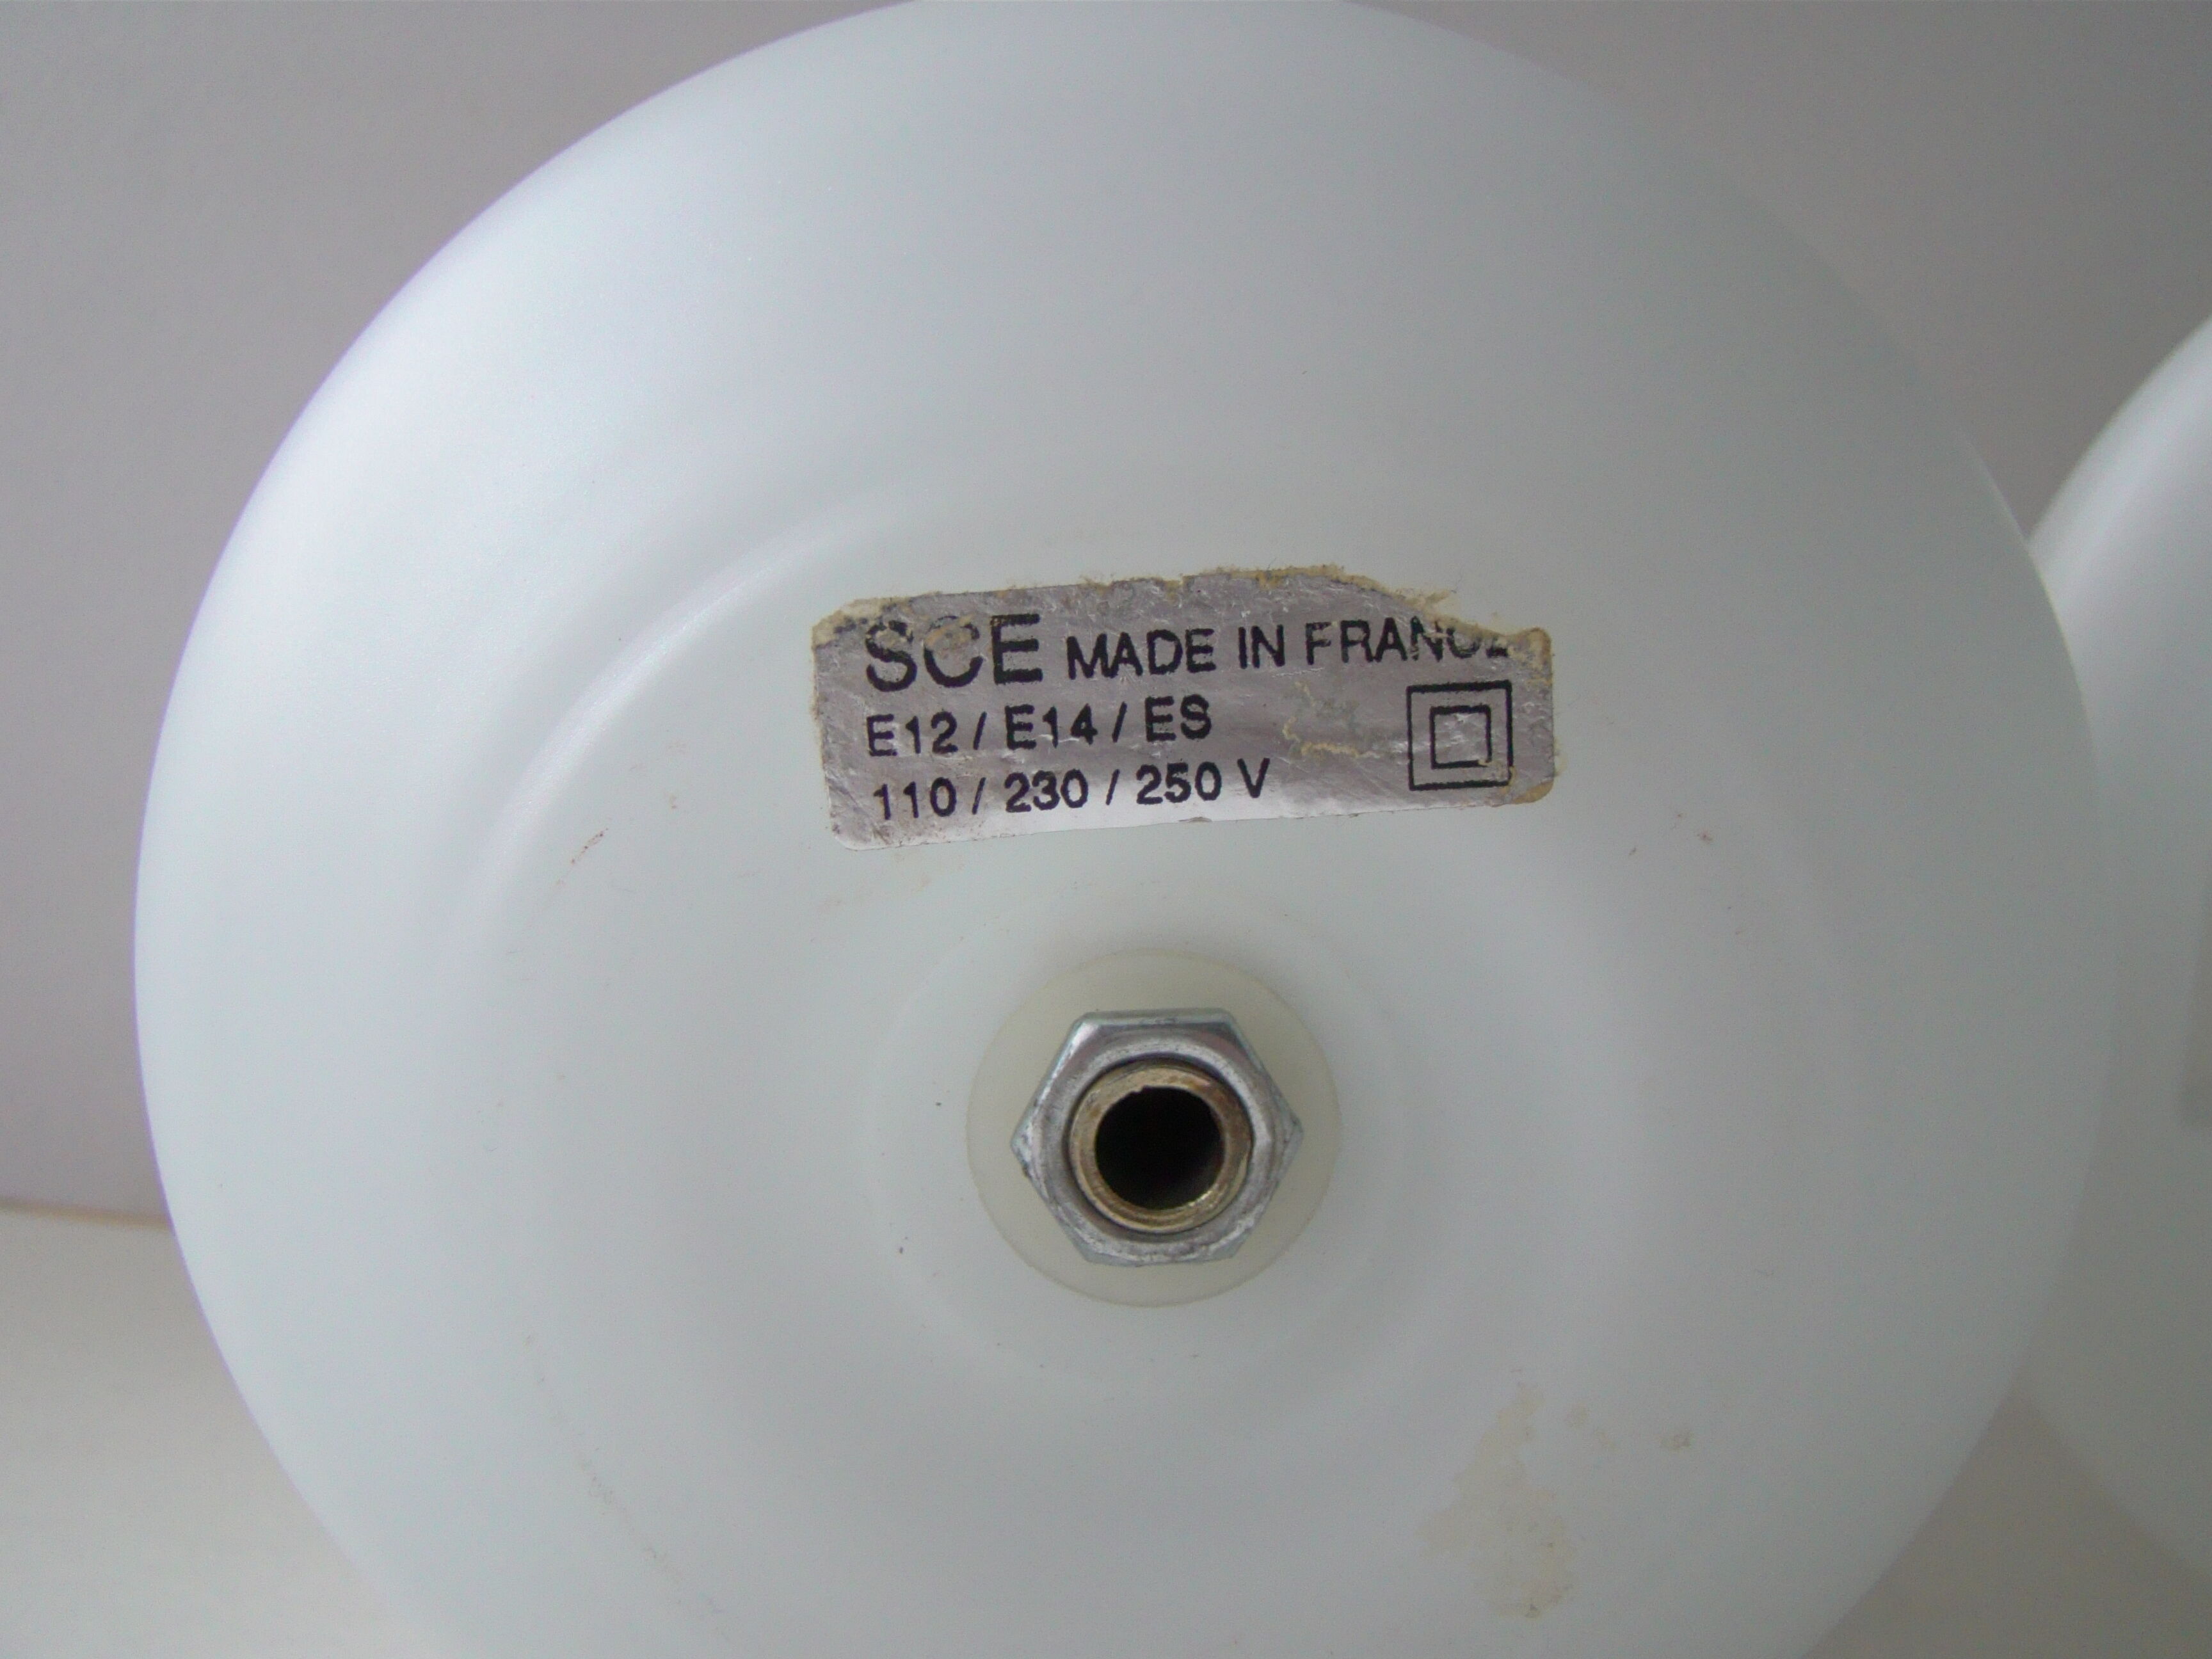 SCE MADE IN FRANCE
E12 / E14 / ES
110 / 230 / 250 V